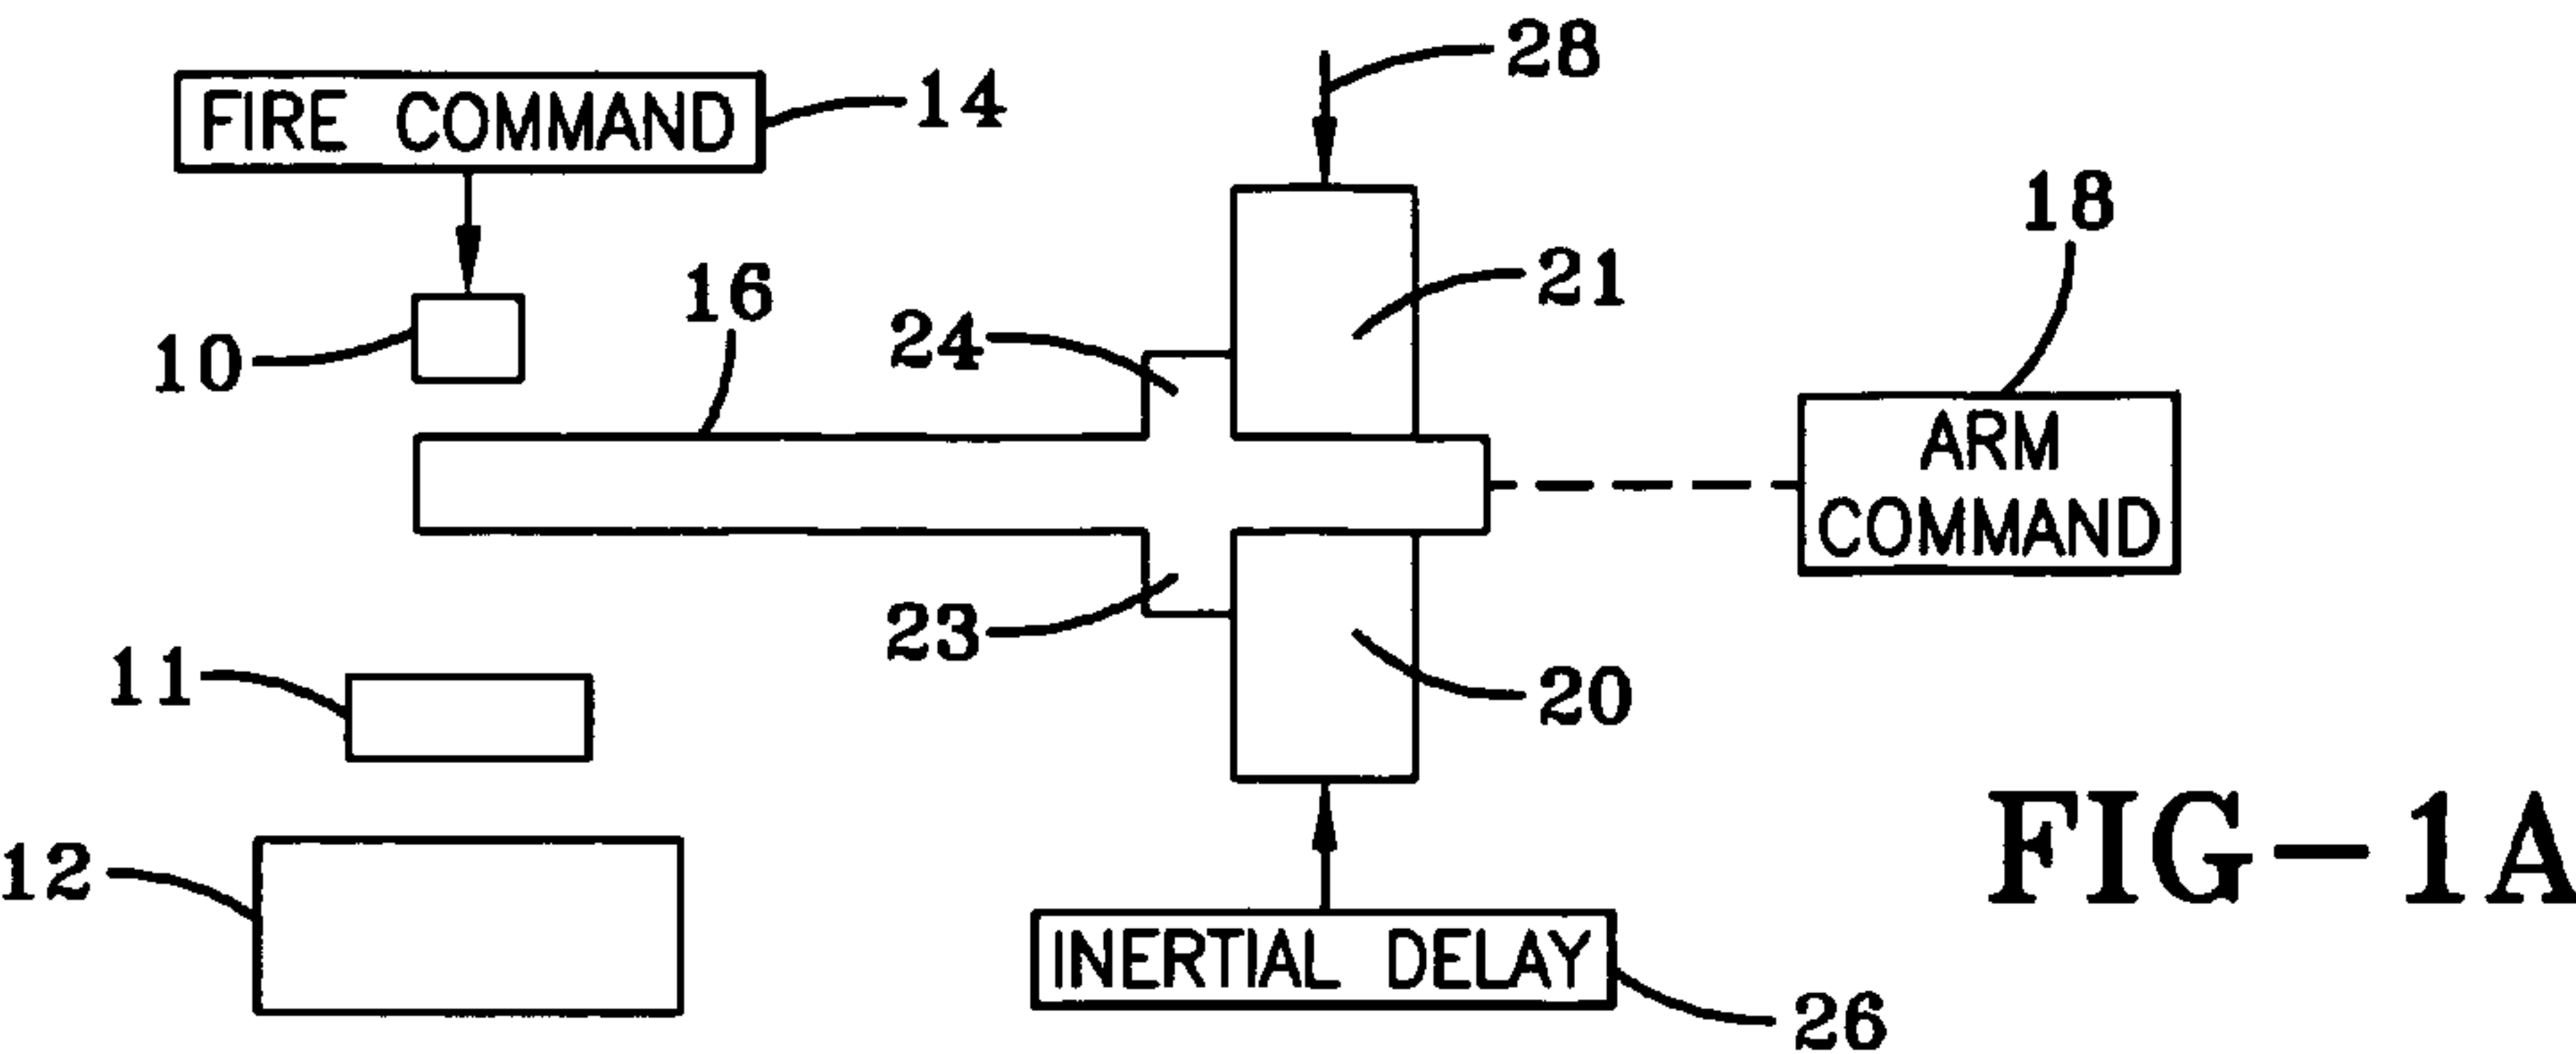 28
FIRE COMMAND
14
18
16
21
10
24
ARM
COMMAND
23
11
20
12
INERTIAL DELAY
26
FIG-1A